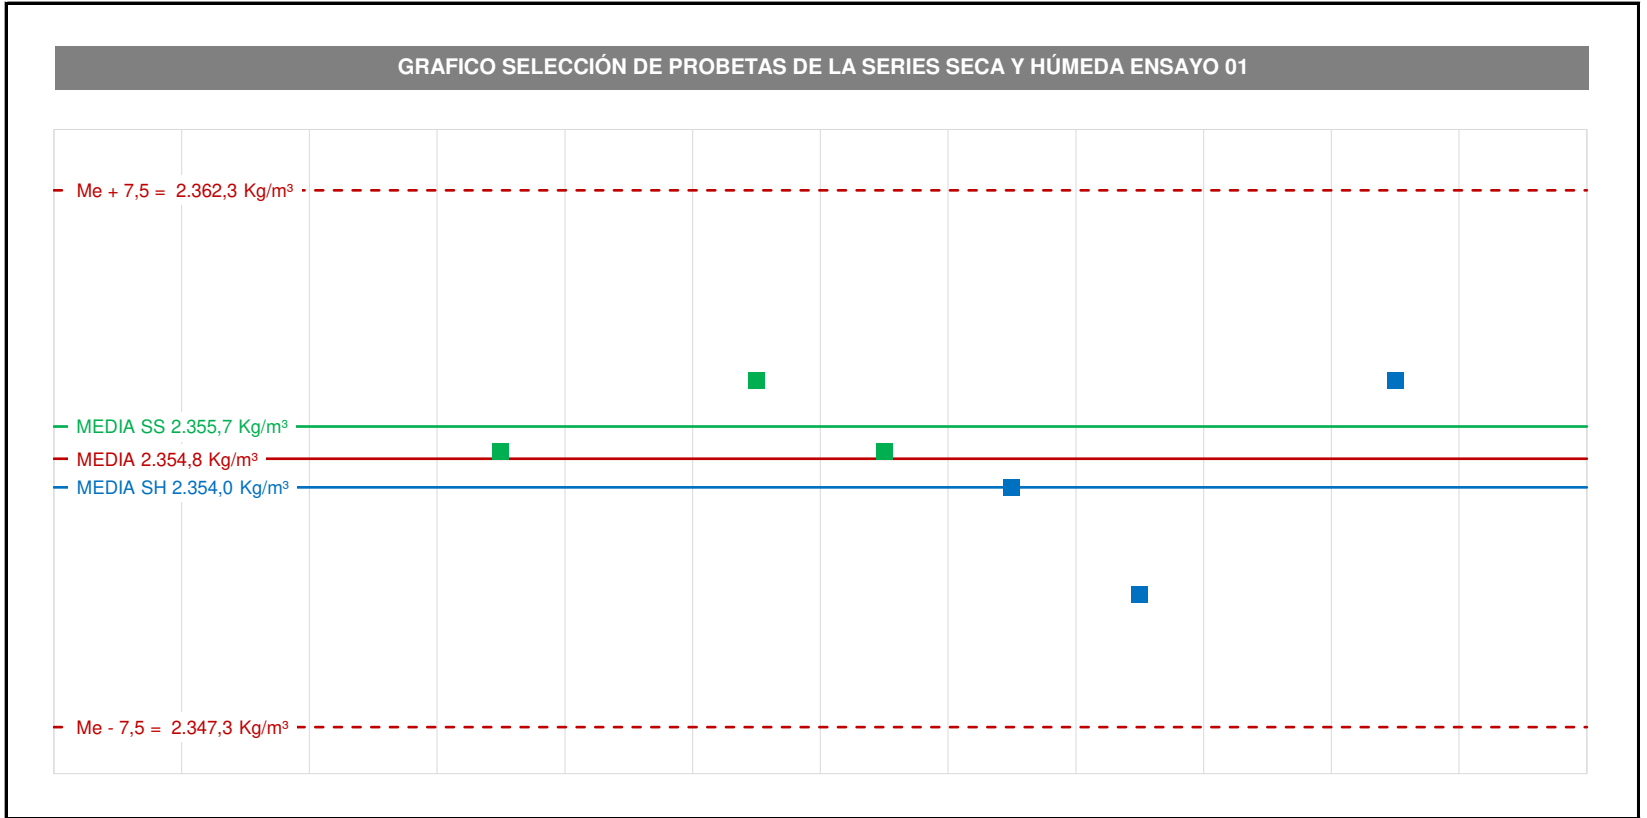 GRAFICO SELECCIÓN DE PROBETAS DE LA SERIES SECA Y HÚMEDA ENSAYO 01
Me + 7,5 =  2.362,3 Kg/m³
MEDIA SS 2.355,7 Kg/m³
MEDIA 2.354,8 Kg/m³
MEDIA SH 2.354,0 Kg/m³
Me - 7,5 =  2.347,3 Kg/m³